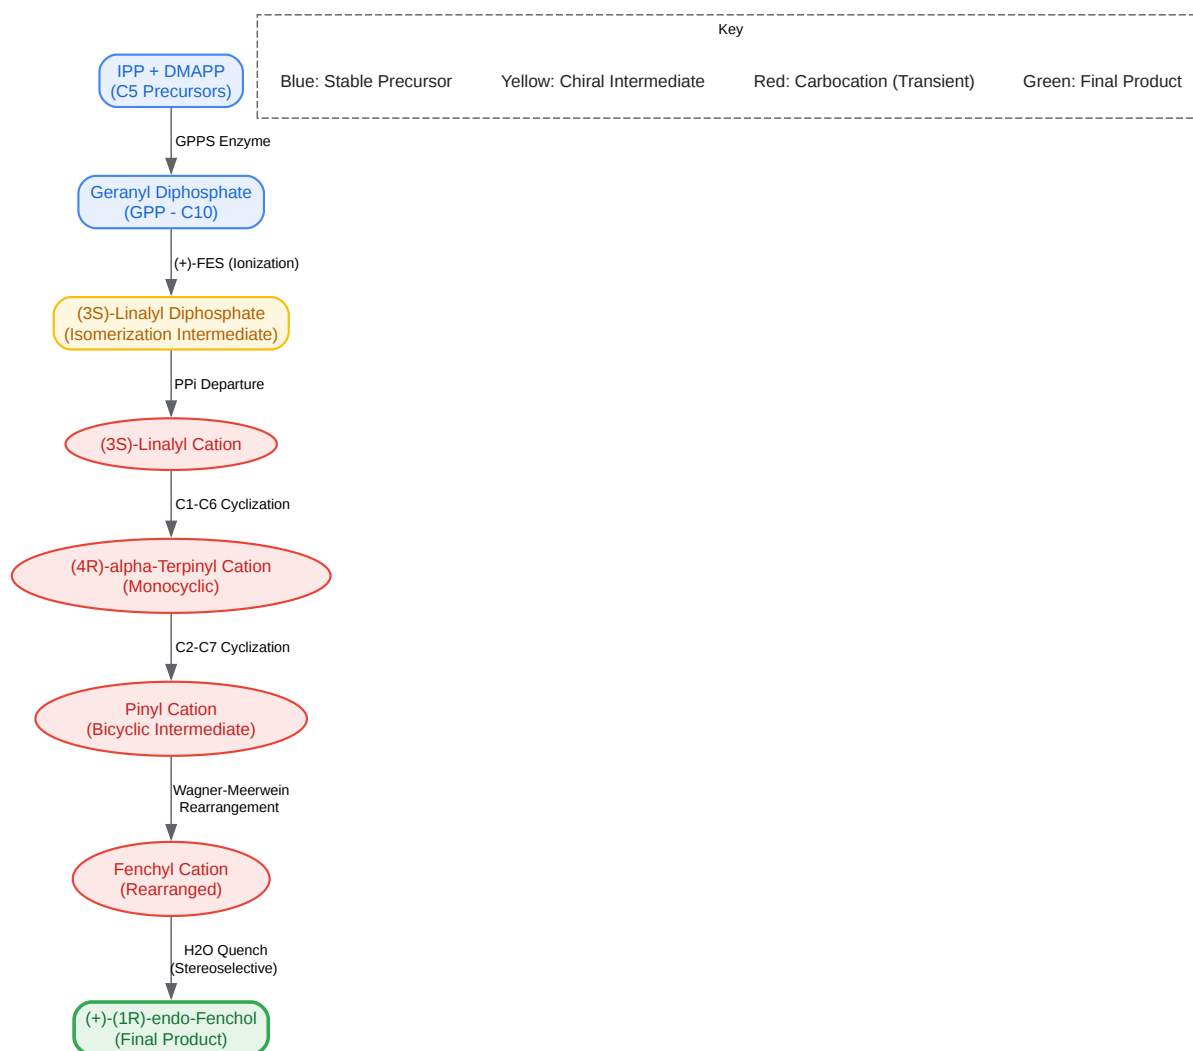 Key
Blue: Stable Precursor
Yellow: Chiral Intermediate
Red: Carbocation (Transient)
Green: Final Product
IPP + DMAPP
(C5 Precursors)
GPPS Enzyme
Geranyl Diphosphate
(GPP - C10)
(+)-FES (Ionization)
(3S)-Linalyl Diphosphate
(Isomerization Intermediate)
PPi Departure
(3S)-Linalyl Cation
C1-C6 Cyclization
(4R)-alpha-Terpinyl Cation
(Monocyclic)
C2-C7 Cyclization
Pinyl Cation
(Bicyclic Intermediate)
Wagner-Meerwein
Rearrangement
Fenchyl Cation
(Rearranged)
H2O Quench
(Stereoselective)
(+)-(1R)-endo-Fenchol
(Final Product)